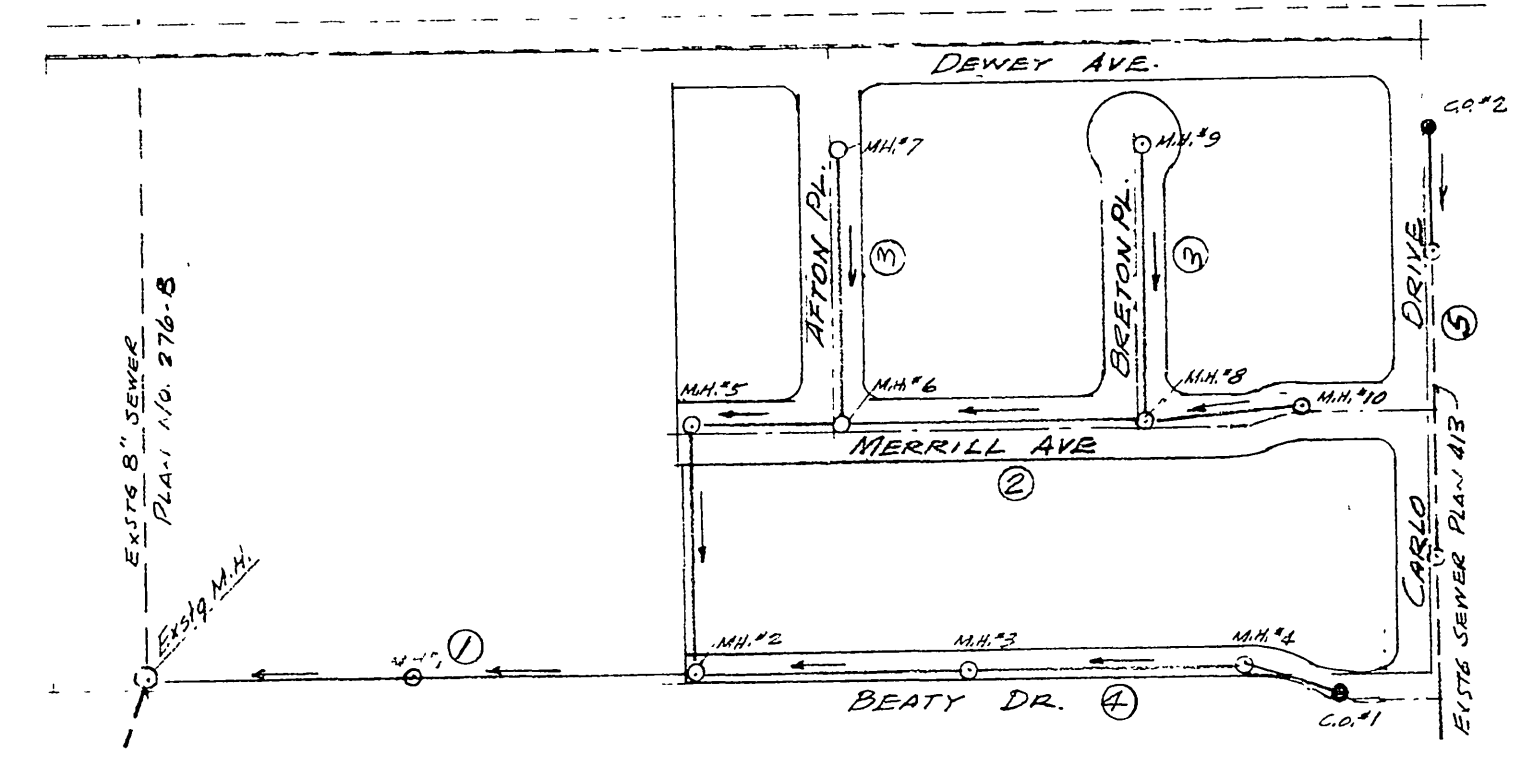 DEWEY AVE.
C.O. #2
M.H. #7
M.H. #9
AFTON PL.
3
BRETON PL.
3
DRIVE
5
EXSTG 8" SEWER
PLAN NO. 276-B
M.H. #5
M.H. #6
M.H. #8
M.H. #10
MERRILL AVE
2
CARLO
EXSTG SEWER PLAN 413
Exstg. M.H.
1
M.H. #2
M.H. #3
M.H. #4
BEATY DR. 4
C.O. #1